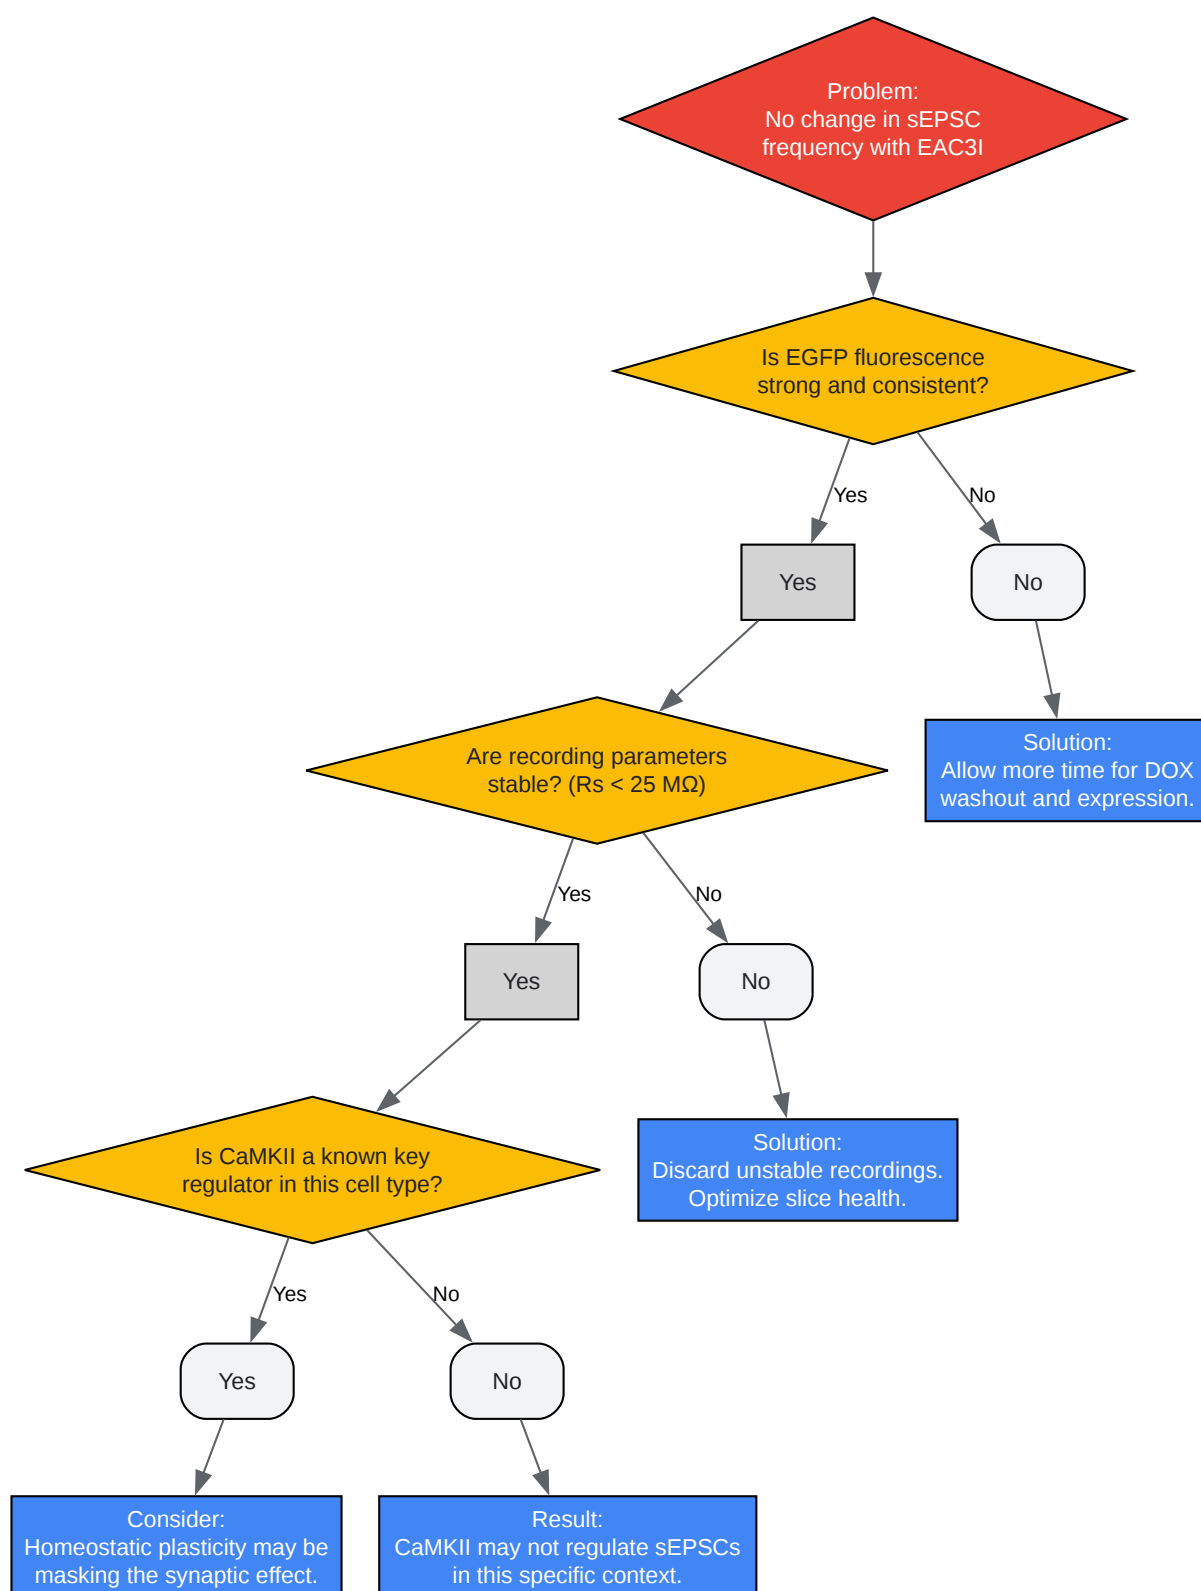 Problem:
No change in sEPSC
frequency with EAC3I
Is EGFP fluorescence
strong and consistent?
Yes
No
Yes
No
Are recording parameters
stable? (Rs < 25 MΩ)
Solution:
Allow more time for DOX
washout and expression.
Yes
No
Yes
No
Is CaMKII a known key
regulator in this cell type?
Solution:
Discard unstable recordings.
Optimize slice health.
Yes
No
Yes
No
Consider:
Homeostatic plasticity may be
masking the synaptic effect.
Result:
CaMKII may not regulate sEPSCs
in this specific context.